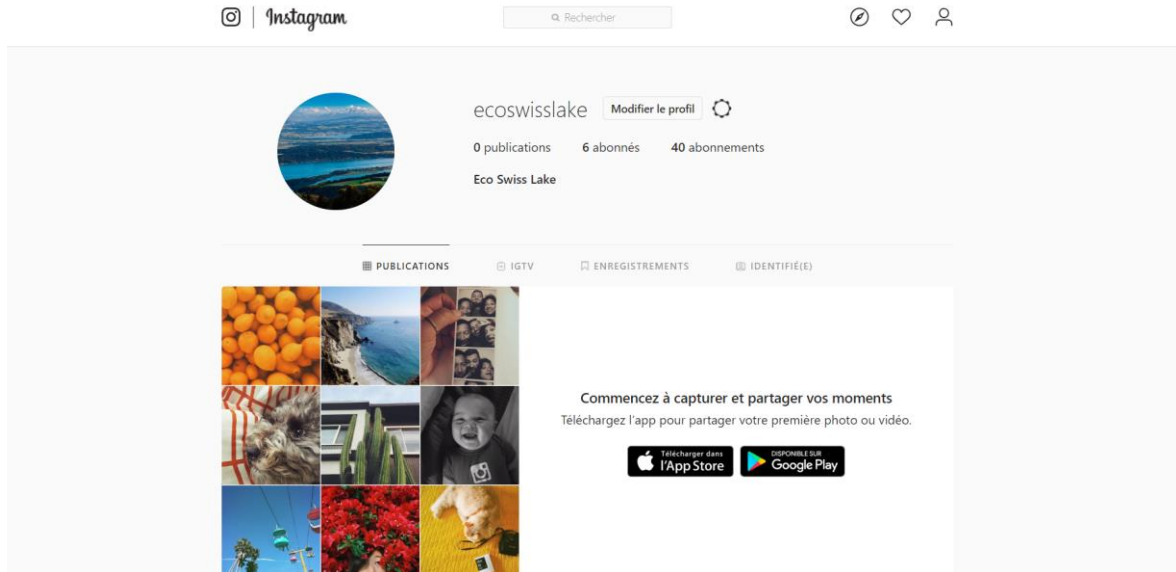 Instagram
Rechercher
ecoswisslake Modifier le profil
0 publications 6 abonnés 40 abonnements
Eco Swiss Lake
PUBLICATIONS IGTV ENREGISTREMENTS IDENTIFIÉ(E)
Commencez à capturer et partager vos moments
Téléchargez l'app pour partager votre première photo ou vidéo.
Télécharger dans
l'App Store
DISPONIBLE SUR
Google Play